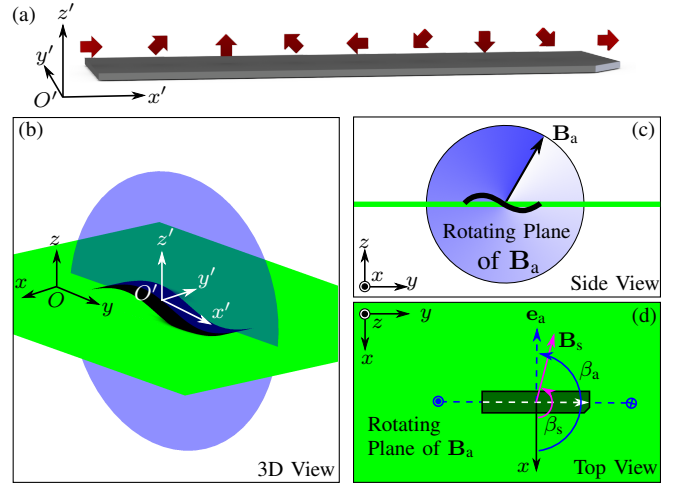 (a)
z′
y′
O′
x′
(b)
z
x
O
y
z′
y′
O′
x′
3D View
(c)
B_a
Rotating Plane
of B_a
z
x
y
Side View
(d)
z
y
x
e_a
B_s
β_a
β_s
Rotating
Plane of B_a
x
Top View